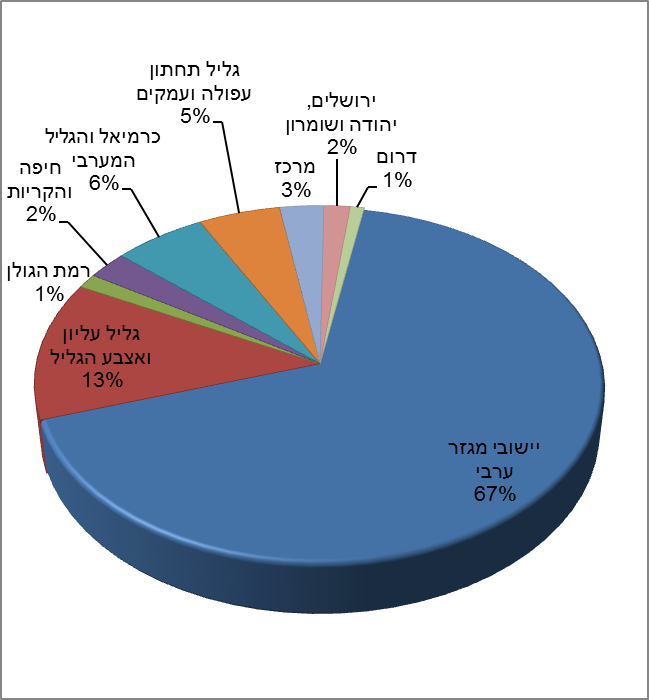 גליל תחתון
עפולה ועמקים
5%
ירושלים,
יהודה ושומרון
2%
כרמיאל והגליל
המערבי
6%
מרכז
3%
דרום
1%
חיפה
והקריות
2%
רמת הגולן
1%
גליל עליון
ואצבע הגליל
13%
יישובי מגזר
ערבי
67%